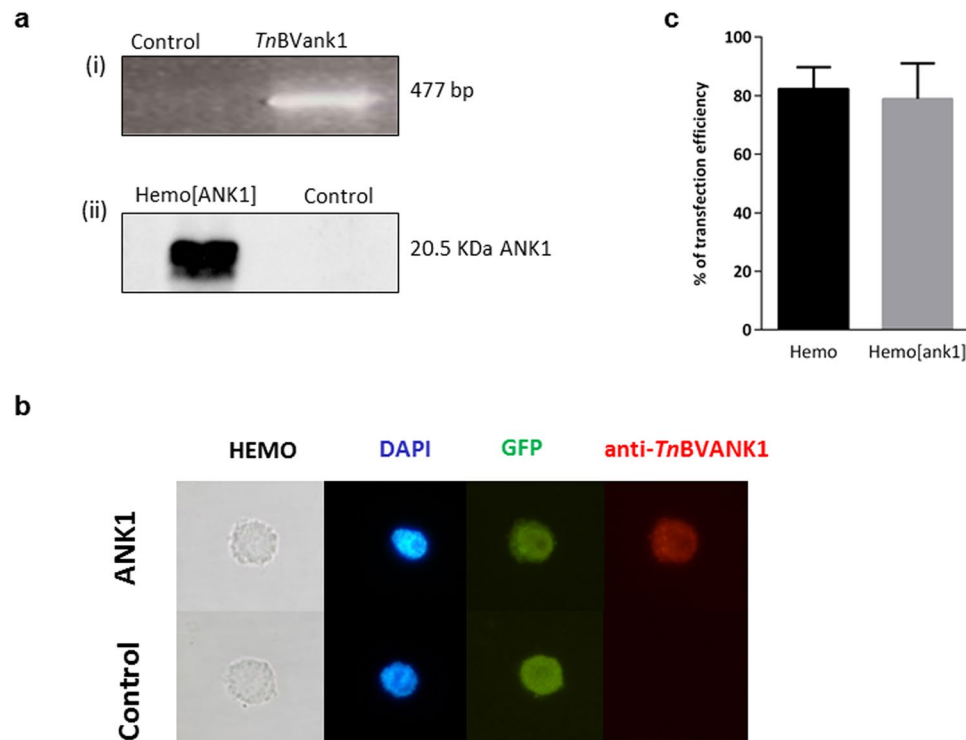 a
Control TnBVank1
(i)
477 bp
Hemo[ANK1] Control
(ii)
20.5 KDa ANK1
c
% of transfection efficiency
100
80
60
40
20
0
Hemo Hemo[ank1]
b
HEMO DAPI GFP anti-TnBVANK1
ANK1
Control